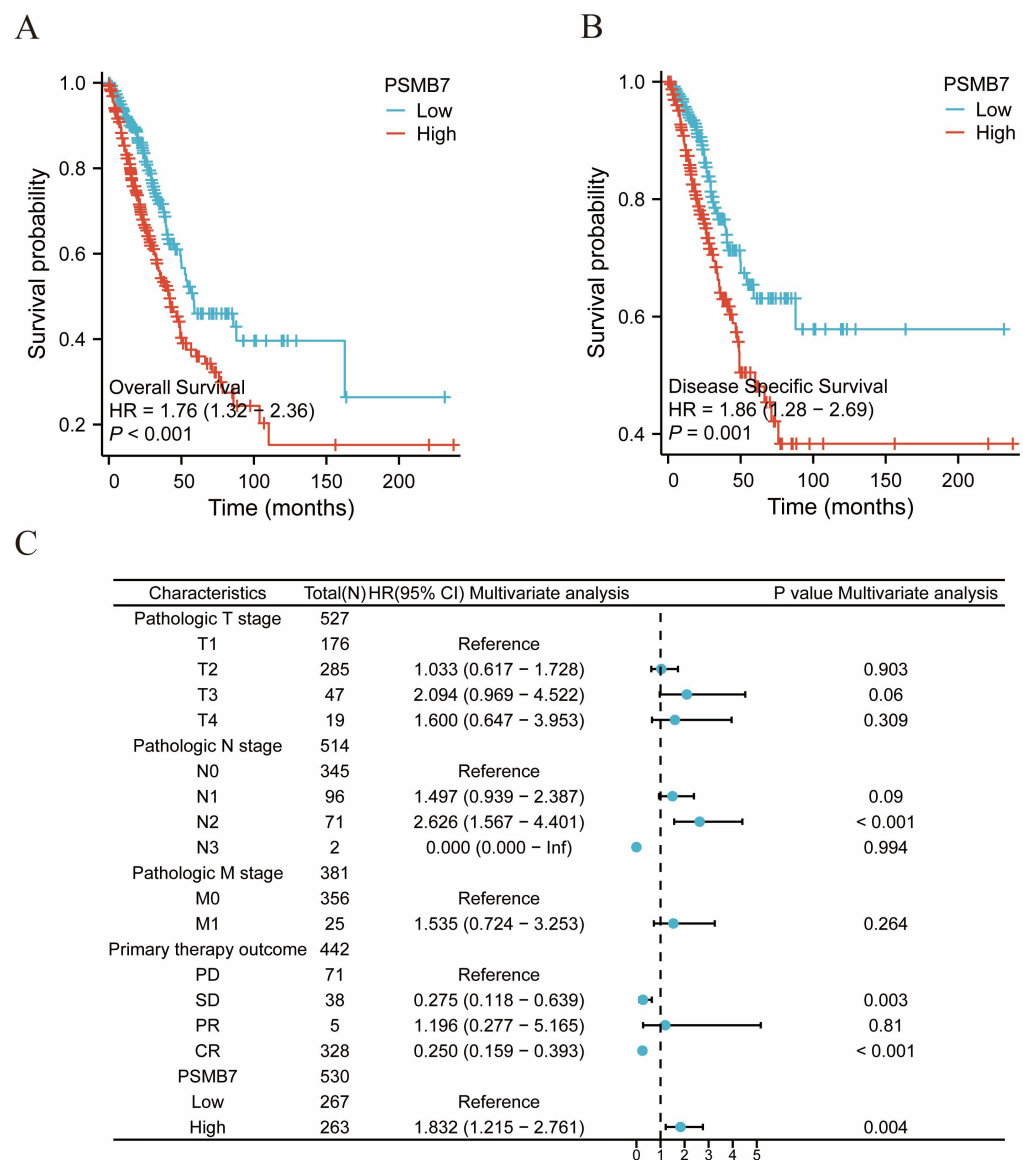 A
B
PSMB7
Low
High
Survival probability
1.0
0.8
0.6
0.4
0.2
Overall Survival
HR = 1.76 (1.32 − 2.36)
P < 0.001
0 50 100 150 200
Time (months)
PSMB7
Low
High
Survival probability
1.0
0.8
0.6
0.4
Disease Specific Survival
HR = 1.86 (1.28 − 2.69)
P = 0.001
0 50 100 150 200
Time (months)
C
Characteristics Total(N) HR(95% CI) Multivariate analysis P value Multivariate analysis
Pathologic T stage 527
T1 176 Reference
T2 285 1.033 (0.617 − 1.728) 0.903
T3 47 2.094 (0.969 − 4.522) 0.06
T4 19 1.600 (0.647 − 3.953) 0.309
Pathologic N stage 514
N0 345 Reference
N1 96 1.497 (0.939 − 2.387) 0.09
N2 71 2.626 (1.567 − 4.401) < 0.001
N3 2 0.000 (0.000 − Inf) 0.994
Pathologic M stage 381
M0 356 Reference
M1 25 1.535 (0.724 − 3.253) 0.264
Primary therapy outcome 442
PD 71 Reference
SD 38 0.275 (0.118 − 0.639) 0.003
PR 5 1.196 (0.277 − 5.165) 0.81
CR 328 0.250 (0.159 − 0.393) < 0.001
PSMB7 530
Low 267 Reference
High 263 1.832 (1.215 − 2.761) 0.004
0 1 2 3 4 5